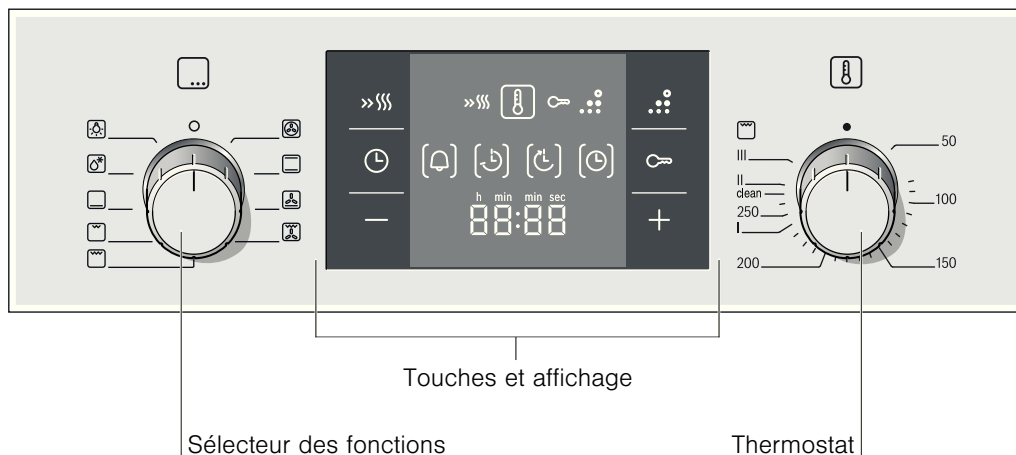 h min min sec
88:88
50
100
150
200
I
250
clean
II
III
Touches et affichage
Sélecteur des fonctions
Thermostat